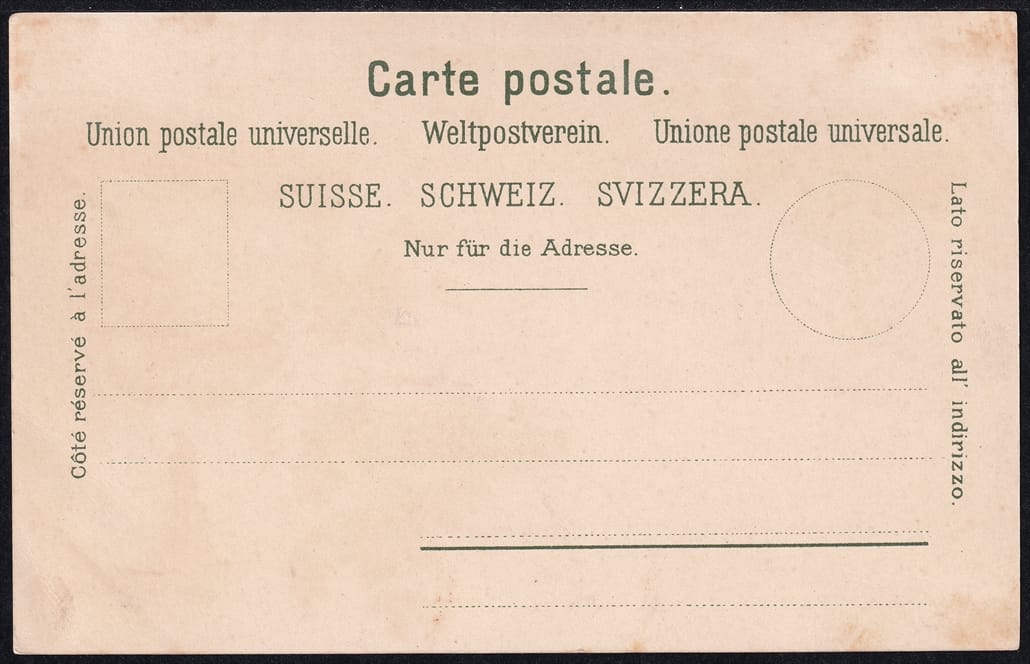 Carte postale.
Union postale universelle. Weltpostverein. Unione postale universale.
SUISSE. SCHWEIZ. SVIZZERA.
Nur für die Adresse.
Côté réservé à l'adresse.
Lato riservato all' indirizzo.